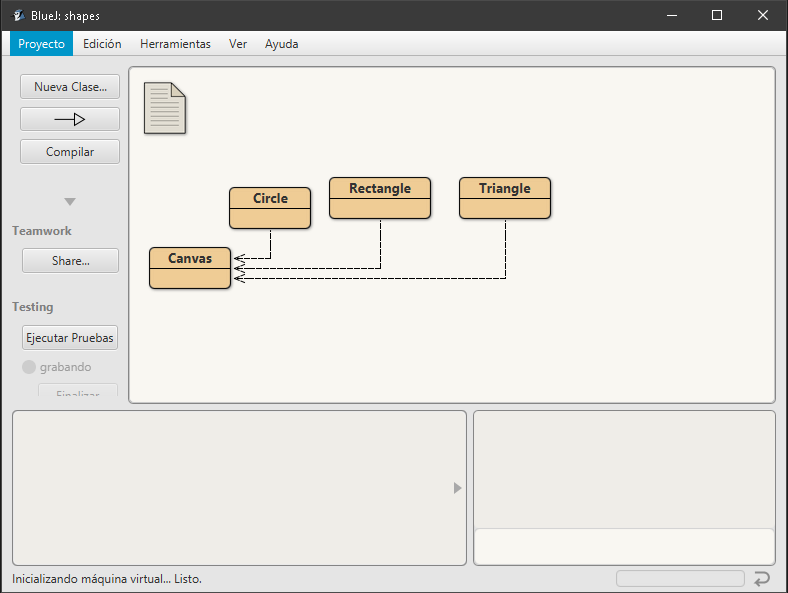 BlueJ: shapes
Proyecto Edición Herramientas Ver Ayuda
Nueva Clase...
Compilar
Teamwork
Share...
Testing
Ejecutar Pruebas
grabando
Finalizar
Circle
Rectangle
Triangle
Canvas
Inicializando máquina virtual... Listo.